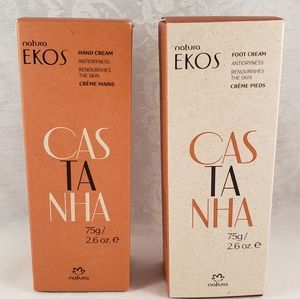 natura
EKOS
HAND CREAM
ANTIDRYNESS
RENOURISHES
THE SKIN
CRÈME MAINS
CAS
TA
NHA
75g/
2.6 oz. ℮
natura
natura
EKOS
FOOT CREAM
ANTIDRYNESS
RENOURISHES
THE SKIN
CRÈME PIEDS
CAS
TA
NHA
75g/
2.6 oz. ℮
natura